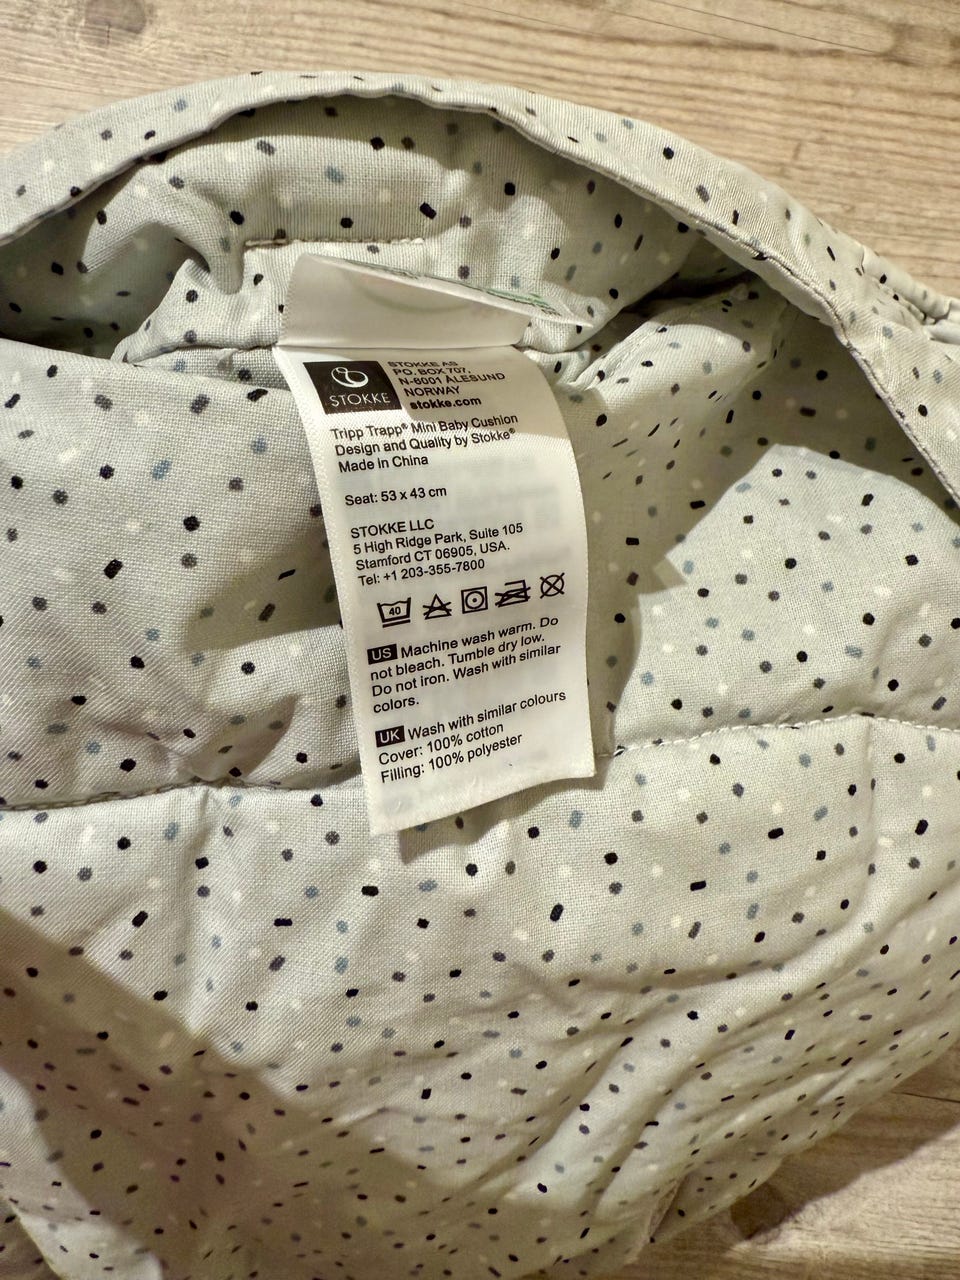 STOKKE
STOKKE AS
PO. BOX 707,
N-6001 ÅLESUND
NORWAY
stokke.com
Tripp Trapp® Mini Baby Cushion
Design and Quality by Stokke®
Made in China
Seat: 53 x 43 cm
STOKKE LLC
5 High Ridge Park, Suite 105
Stamford CT 06905, USA.
Tel: +1 203-355-7800
40
US Machine wash warm. Do
not bleach. Tumble dry low.
Do not iron. Wash with similar
colors.
UK Wash with similar colours
Cover: 100% cotton
Filling: 100% polyester